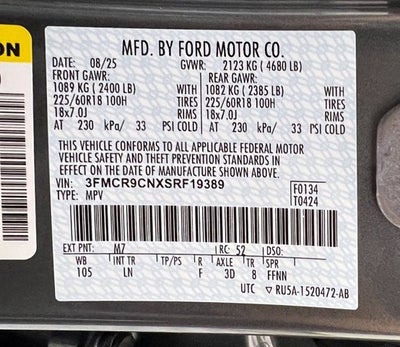 ON
MFD. BY FORD MOTOR CO.
DATE: 08/25 GVWR: 2123 KG ( 4680 LB)
FRONT GAWR: REAR GAWR:
1089 KG ( 2400 LB) 1082 KG ( 2385 LB)
225/60R18 100H TIRES 225/60R18 100H TIRES
18x7.0J RIMS 18x7.0J RIMS
AT 230 kPa/ 33 PSI COLD AT 230 kPa/ 33 PSI COLD
THIS VEHICLE CONFORMS TO ALL APPLICABLE FEDERAL MOTOR
VEHICLE SAFETY AND THEFT PREVENTION STANDARDS IN
EFFECT ON THE DATE OF MANUFACTURE SHOWN ABOVE.
VIN: 3FMCR9CNXSRF19389 F0134
TYPE: MPV T0424
EXT PNT: M7 RC: 52 DSO:
WB INT TR TP/PS R AXLE TR SPR
105 LN F 3D 8 FFNN
UTC ▽ RU5A-1520472-AB